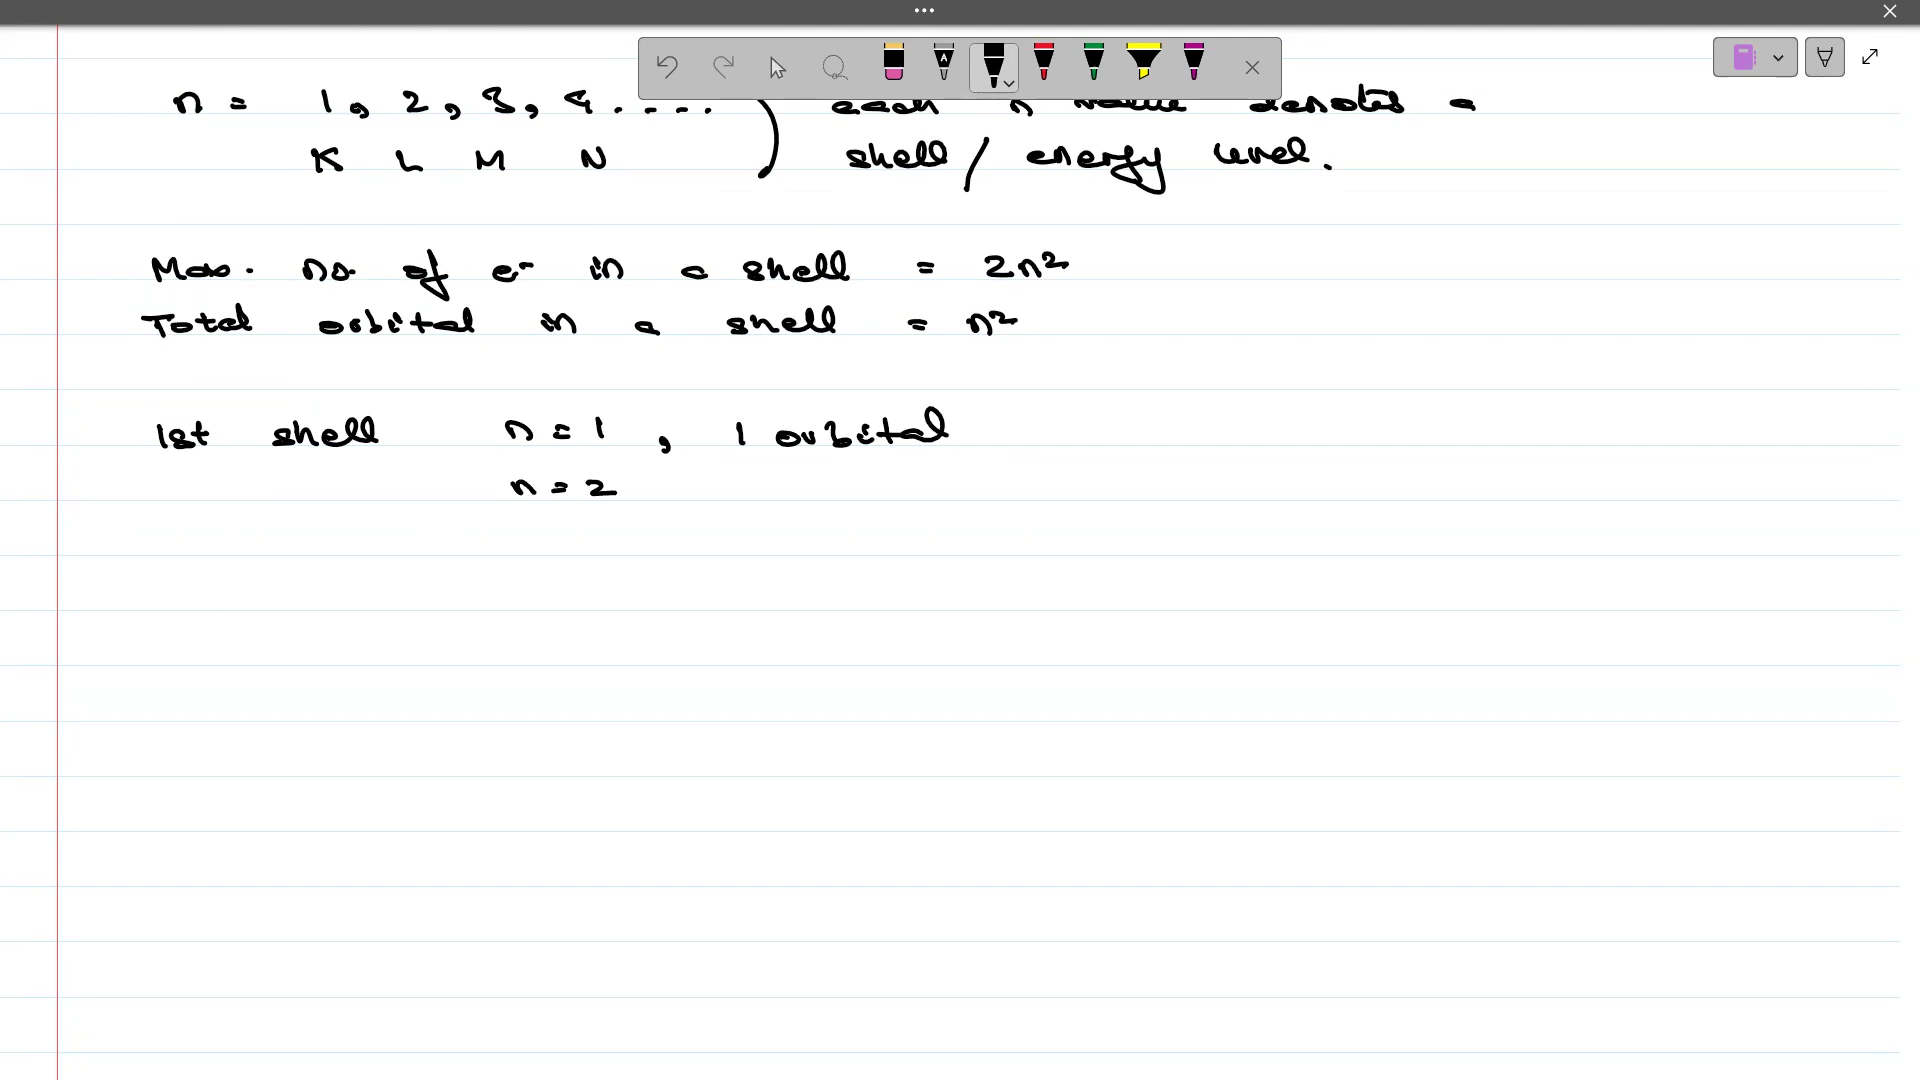 n = 1, 2, 3, 4 . . . . ) each n value denotes a
K L M N shell / energy level.
Max. no. of e- in a shell = 2n²
Total orbital in a shell = n²
1st shell n = 1 , 1 orbital
n = 2